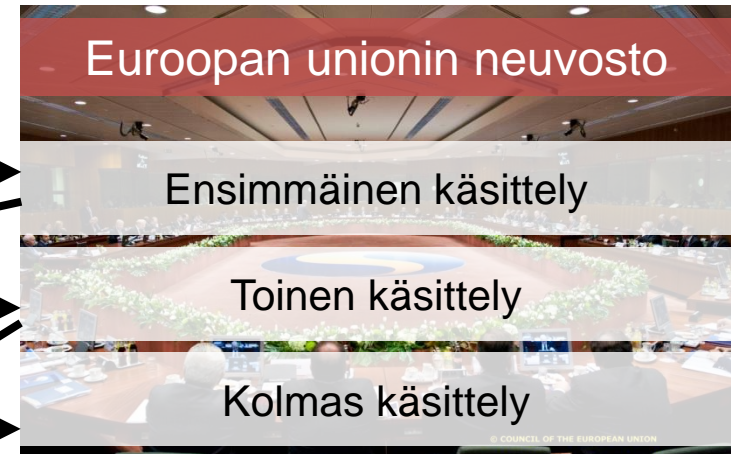 Euroopan unionin neuvosto
Ensimmäinen käsittely
Toinen käsittely
Kolmas käsittely
© COUNCIL OF THE EUROPEAN UNION